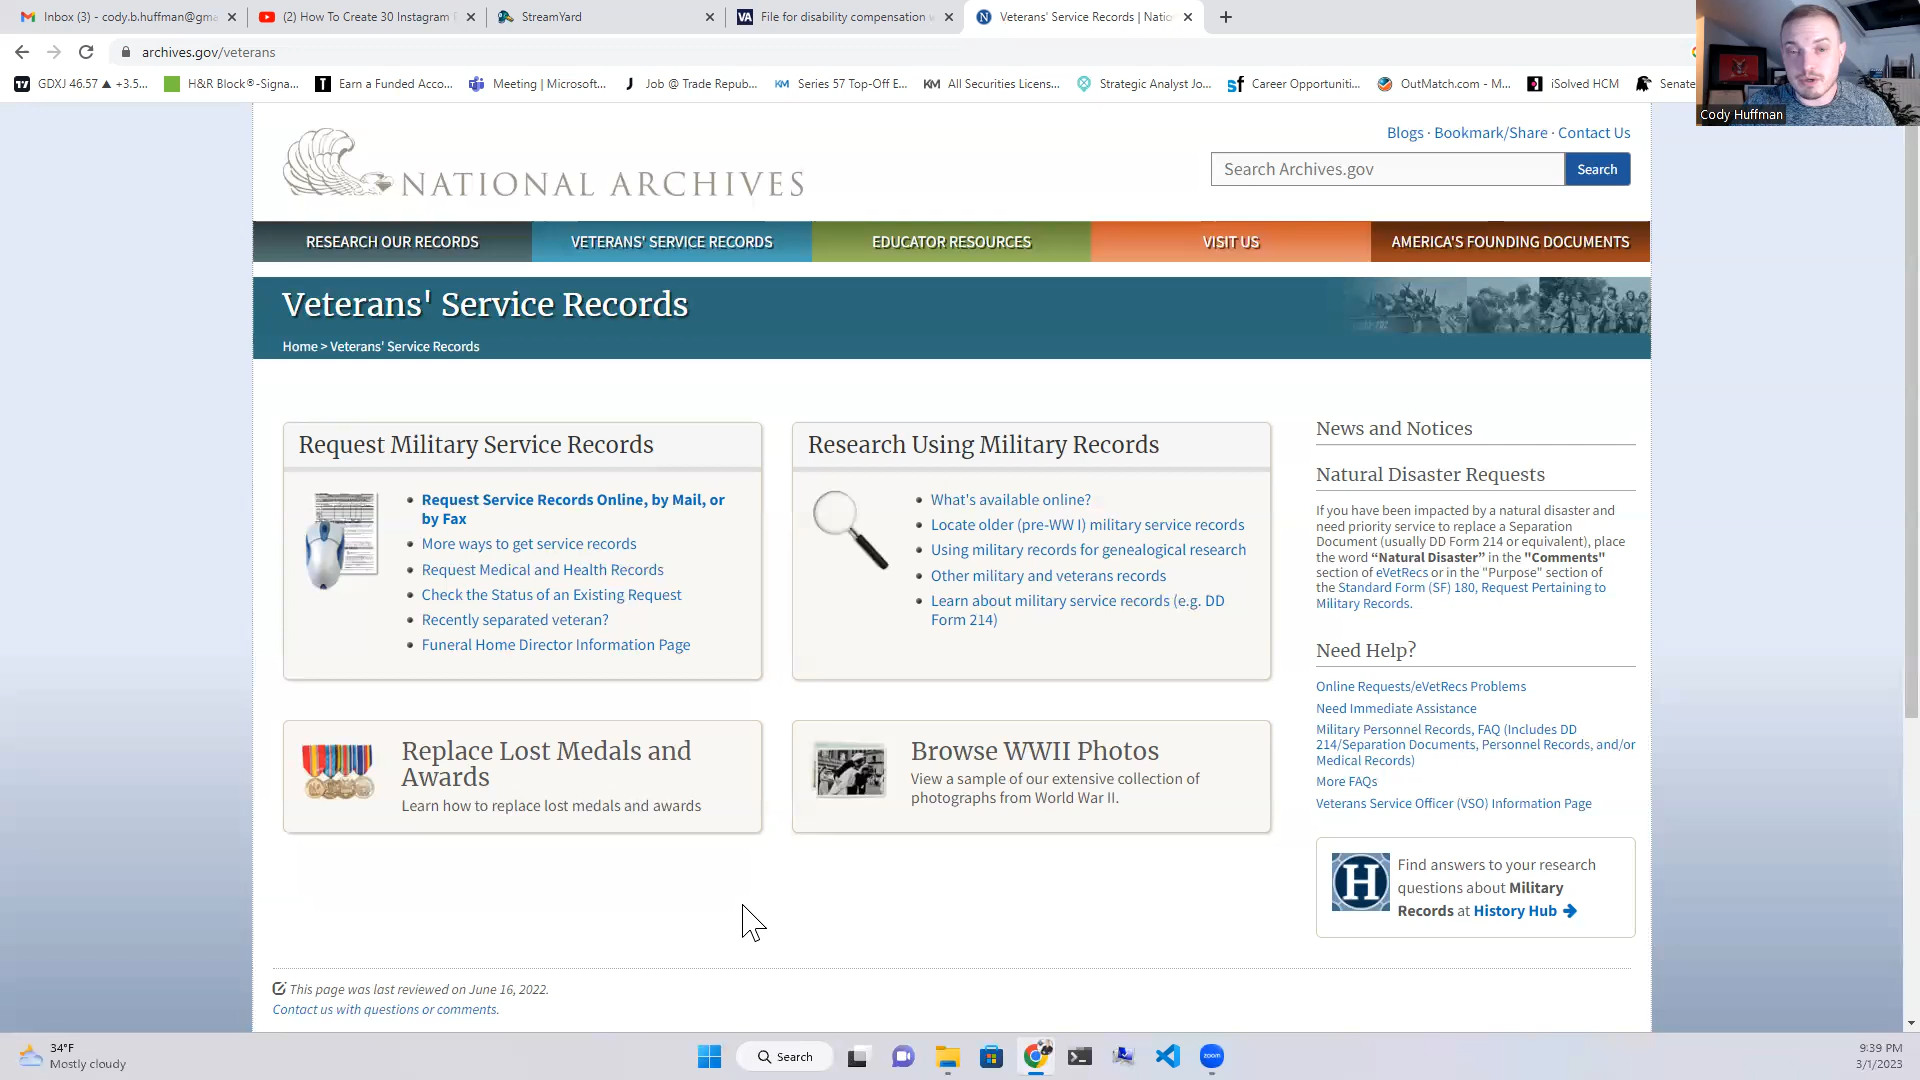 Inbox (3) - cody.b.huffman@gma
(2) How To Create 30 Instagram
StreamYard
VA File for disability compensation
Veterans' Service Records | Natio
archives.gov/veterans
GDXJ 46.57 ▲ +3.5...
H&R Block®-Signa...
Earn a Funded Acco...
Meeting | Microsoft...
Job @ Trade Repub...
KM Series 57 Top-Off E...
KM All Securities Licens...
Strategic Analyst Jo...
Career Opportuniti...
OutMatch.com - M...
iSolved HCM
Senate
Cody Huffman
NATIONAL ARCHIVES
Blogs · Bookmark/Share · Contact Us
Search Archives.gov
Search
RESEARCH OUR RECORDS
VETERANS' SERVICE RECORDS
EDUCATOR RESOURCES
VISIT US
AMERICA'S FOUNDING DOCUMENTS
Veterans' Service Records
Home > Veterans' Service Records
Request Military Service Records
Request Service Records Online, by Mail, or
by Fax
More ways to get service records
Request Medical and Health Records
Check the Status of an Existing Request
Recently separated veteran?
Funeral Home Director Information Page
Research Using Military Records
What's available online?
Locate older (pre-WW I) military service records
Using military records for genealogical research
Other military and veterans records
Learn about military service records (e.g. DD
Form 214)
Replace Lost Medals and
Awards
Learn how to replace lost medals and awards
Browse WWII Photos
View a sample of our extensive collection of
photographs from World War II.
News and Notices
Natural Disaster Requests
If you have been impacted by a natural disaster and
need priority service to replace a Separation
Document (usually DD Form 214 or equivalent), place
the word “Natural Disaster” in the "Comments"
section of eVetRecs or in the "Purpose" section of
the Standard Form (SF) 180, Request Pertaining to
Military Records.
Need Help?
Online Requests/eVetRecs Problems
Need Immediate Assistance
Military Personnel Records, FAQ (Includes DD
214/Separation Documents, Personnel Records, and/or
Medical Records)
More FAQs
Veterans Service Officer (VSO) Information Page
H
Find answers to your research
questions about Military
Records at History Hub
This page was last reviewed on June 16, 2022.
Contact us with questions or comments.
34°F
Mostly cloudy
Search
zoom
9:39 PM
3/1/2023